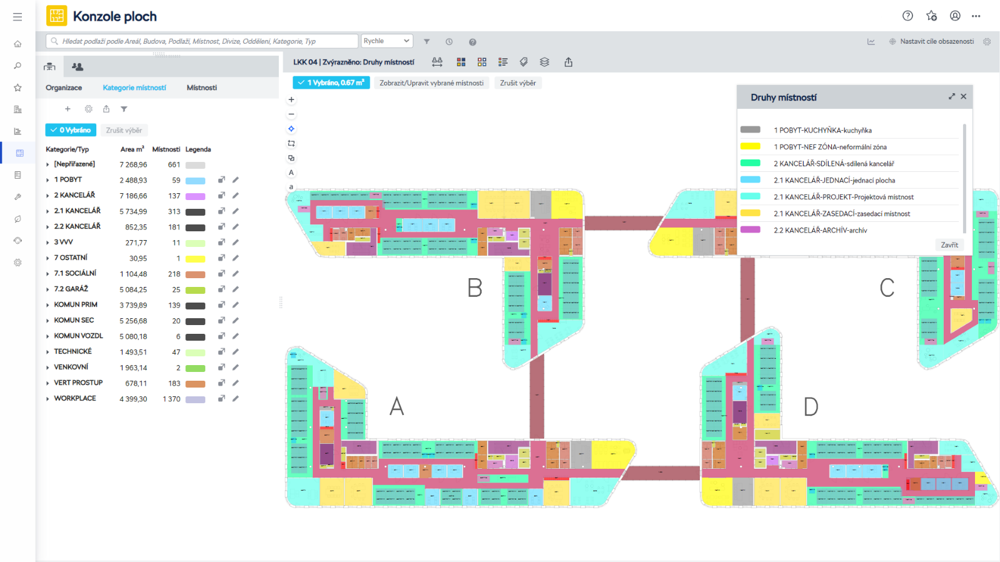 Konzole ploch
Hledat podlaží podle Areál, Budova, Podlaží, Místnost, Divize, Oddělení, Kategorie, Typ
Rychle
Nastavit cíle obsazenosti
LKK 04 | Zvýrazněno: Druhy místností
Organizace Kategorie místností Místnosti
1 Vybráno, 0.67 m² Zobrazit/Upravit vybrané místnosti Zrušit výběr
0 Vybráno Zrušit výběr
Kategorie/Typ Area m² Místnosti Legenda
[Nepřiřazené] 7 268,96 661
1 POBYT 2 488,93 59
2 KANCELÁŘ 7 186,66 137
2.1 KANCELÁŘ 5 734,99 313
2.2 KANCELÁŘ 852,35 181
3 VVV 271,77 11
7 OSTATNÍ 30,95 1
7.1 SOCIÁLNÍ 1 104,48 218
7.2 GARÁŽ 5 084,25 25
KOMUN PRIM 3 739,89 139
KOMUN SEC 5 256,68 20
KOMUN VOZDL 5 080,18 6
TECHNICKÉ 1 493,51 47
VENKOVNÍ 1 963,14 2
VERT PROSTUP 678,11 183
WORKPLACE 4 399,30 1 370
A
a
Druhy místností
1 POBYT-KUCHYŇKA-kuchyňka
1 POBYT-NEF ZÓNA-neformální zóna
2 KANCELÁŘ-SDÍLENÁ-sdílená kancelář
2.1 KANCELÁŘ-JEDNACÍ-jednací plocha
2.1 KANCELÁŘ-PROJEKT-Projektová místnost
2.1 KANCELÁŘ-ZASEDACÍ-zasedací místnost
2.2 KANCELÁŘ-ARCHÍV-archív
Zavřít
B
C
A
D